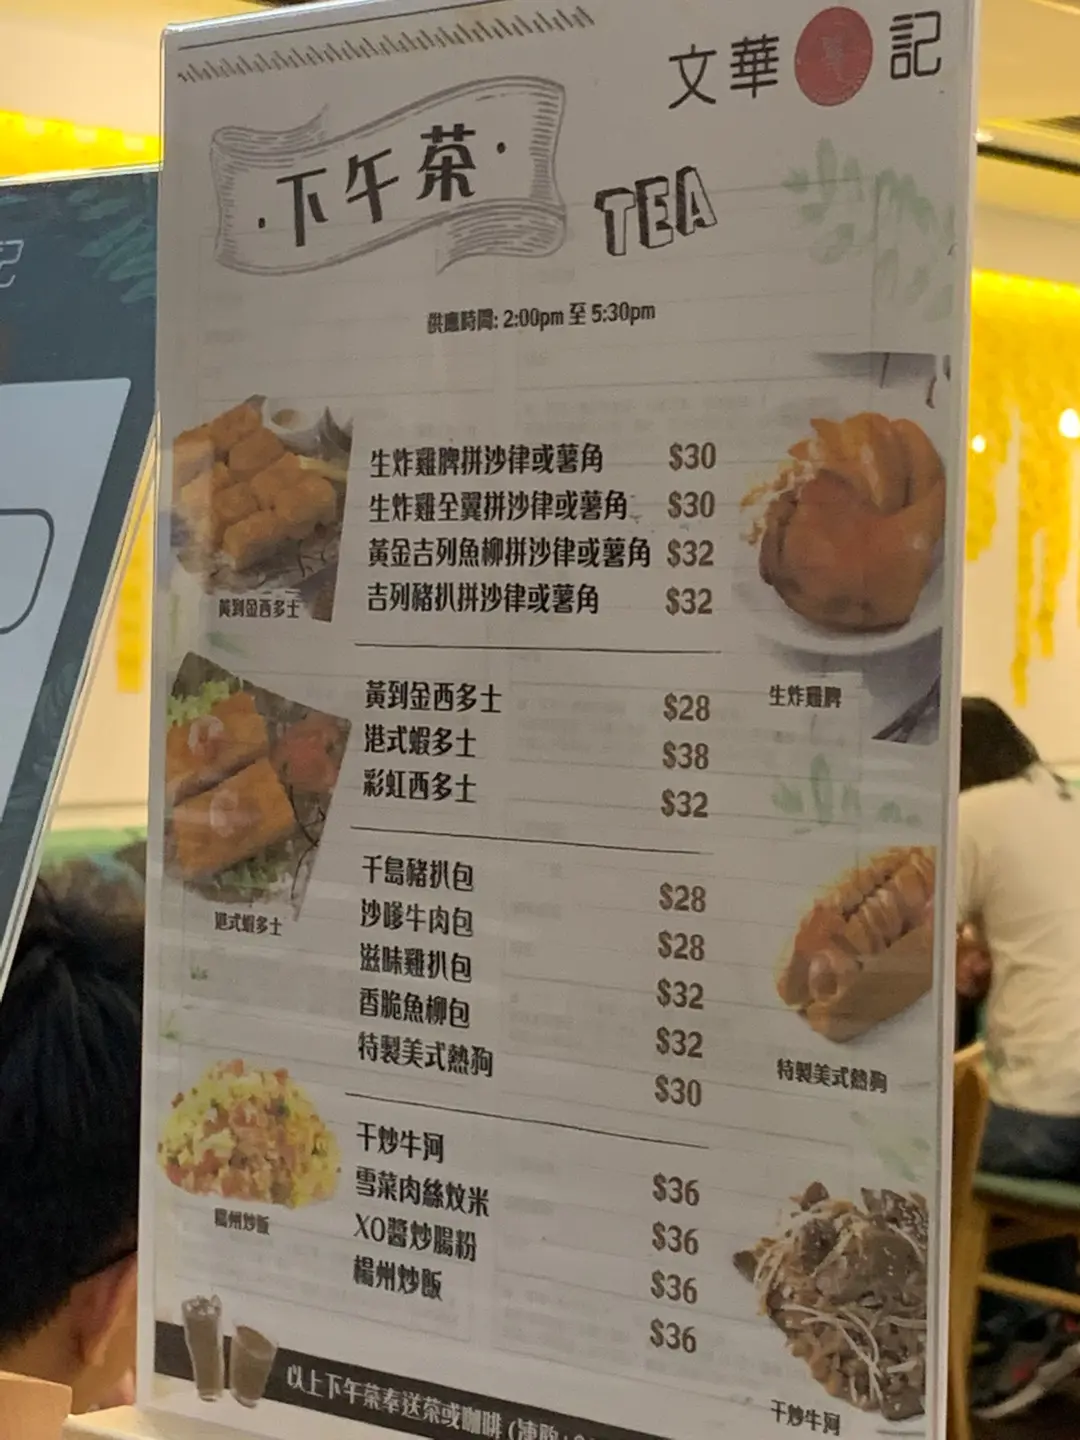 文華記
下午茶
TEA
供應時間: 2:00pm 至 5:30pm
生炸雞髀拼沙律或薯角 $30
生炸雞全翼拼沙律或薯角 $30
黃金吉列魚柳拼沙律或薯角 $32
吉列豬扒拼沙律或薯角 $32
黃到金西多士
黃到金西多士 $28
港式蝦多士 $38
彩虹西多士 $32
生炸雞髀
港式蝦多士
千島豬扒包 $28
沙嗲牛肉包 $28
滋味雞扒包 $32
香脆魚柳包 $32
特製美式熱狗 $30
特製美式熱狗
干炒牛河 $36
雪菜肉絲炆米 $36
XO醬炒腸粉 $36
楊州炒飯 $36
楊州炒飯
干炒牛河
以上下午茶奉送茶或咖啡 (凍飲
記